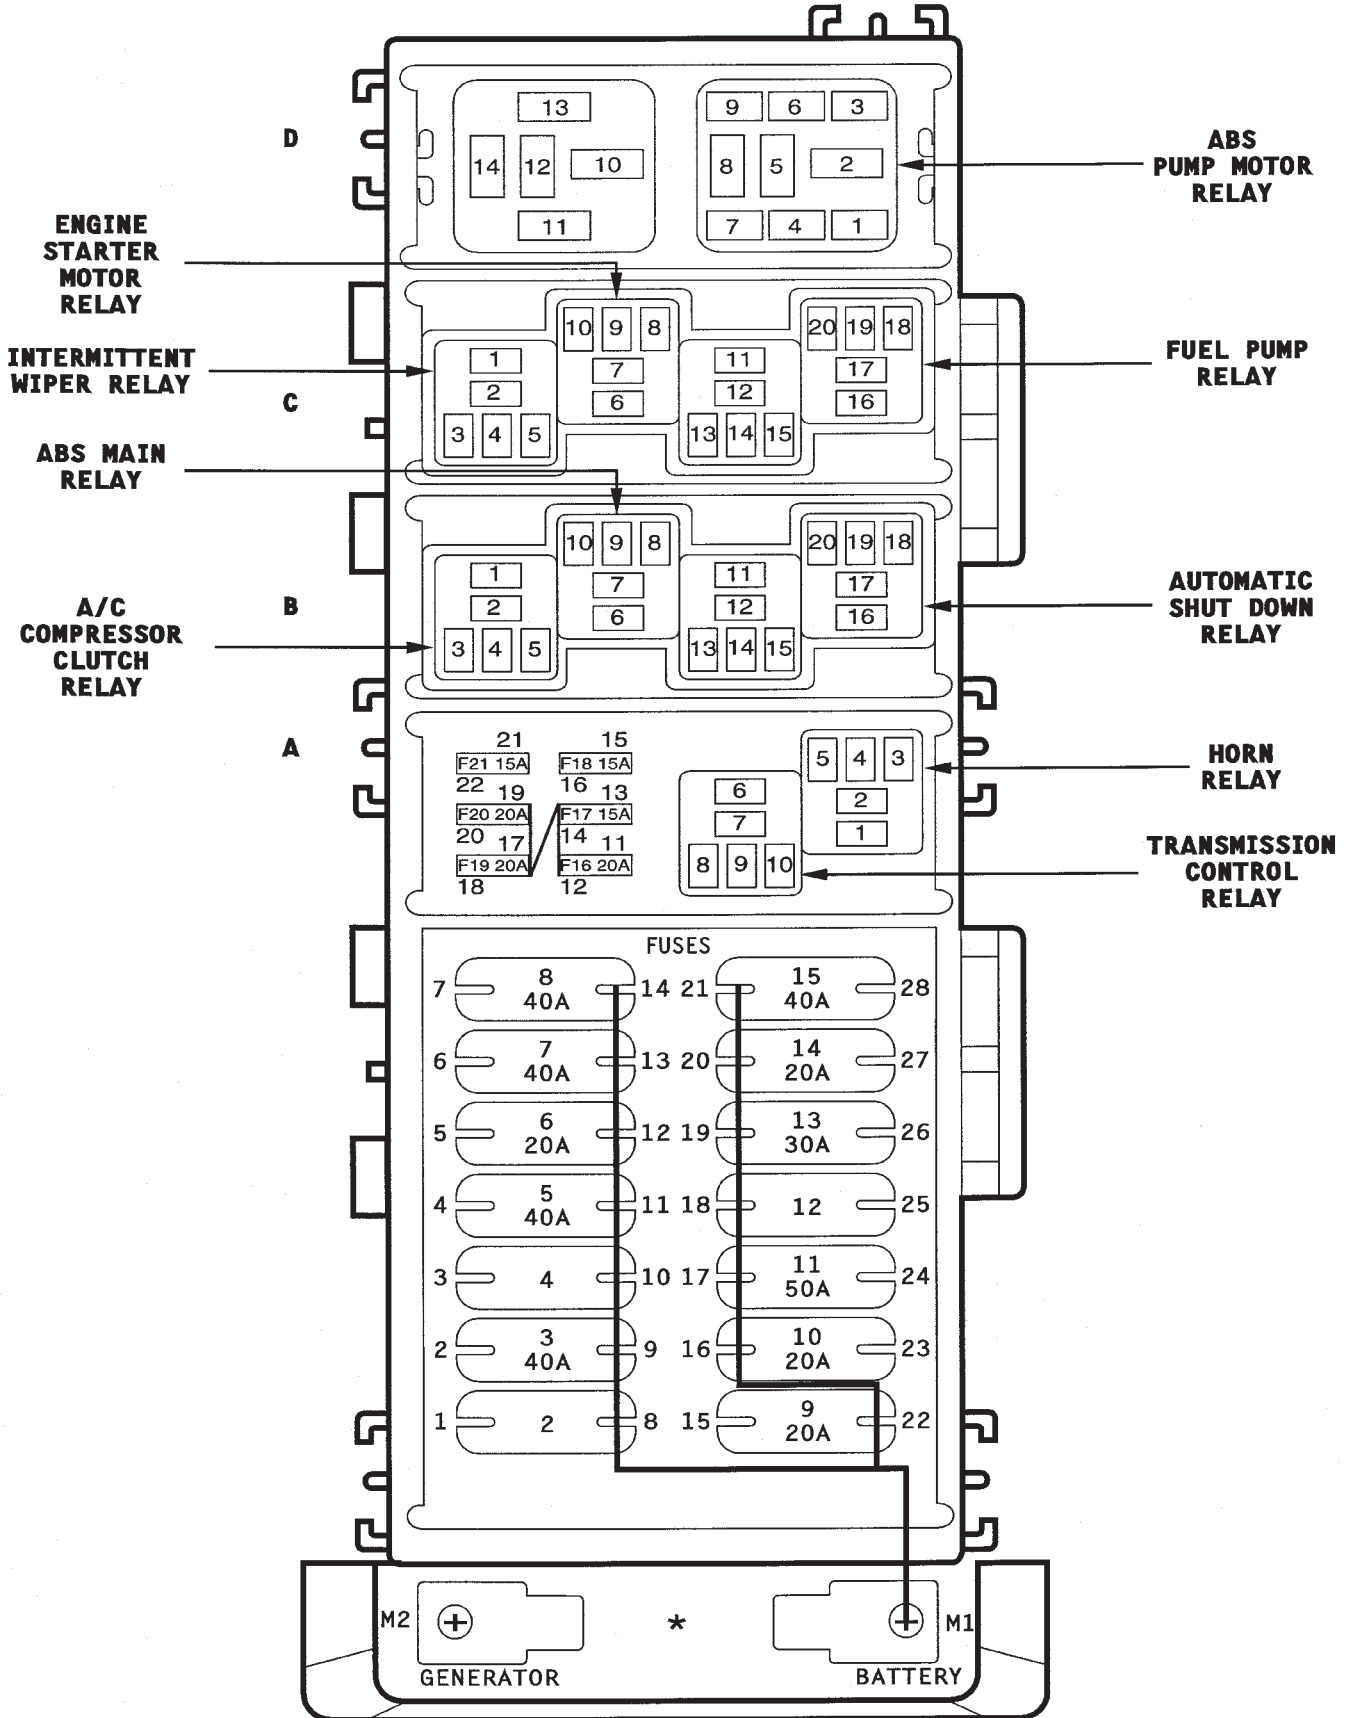 D
13
14 12 10
11
9 6 3
8 5 2
7 4 1
ABS
PUMP MOTOR
RELAY
ENGINE
STARTER
MOTOR
RELAY
INTERMITTENT
WIPER RELAY
C
1
2
3 4 5
10 9 8
7
6
11
12
13 14 15
20 19 18
17
16
FUEL PUMP
RELAY
ABS MAIN
RELAY
A/C
COMPRESSOR
CLUTCH
RELAY
B
1
2
3 4 5
10 9 8
7
6
11
12
13 14 15
20 19 18
17
16
AUTOMATIC
SHUT DOWN
RELAY
A
21
F21 15A
22 19
F20 20A
20 17
F19 20A
18
15
F18 15A
16 13
F17 15A
14 11
F16 20A
12
6
7
8 9 10
5 4 3
2
1
HORN
RELAY
TRANSMISSION
CONTROL
RELAY
FUSES
7 8 14 21 15 28
40A 40A
6 7 13 20 14 27
40A 20A
5 6 12 19 13 26
20A 30A
4 5 11 18 12 25
40A
3 4 10 17 11 24
50A
2 3 9 16 10 23
40A 20A
1 2 8 15 9 22
20A
M2 + * + M1
GENERATOR BATTERY